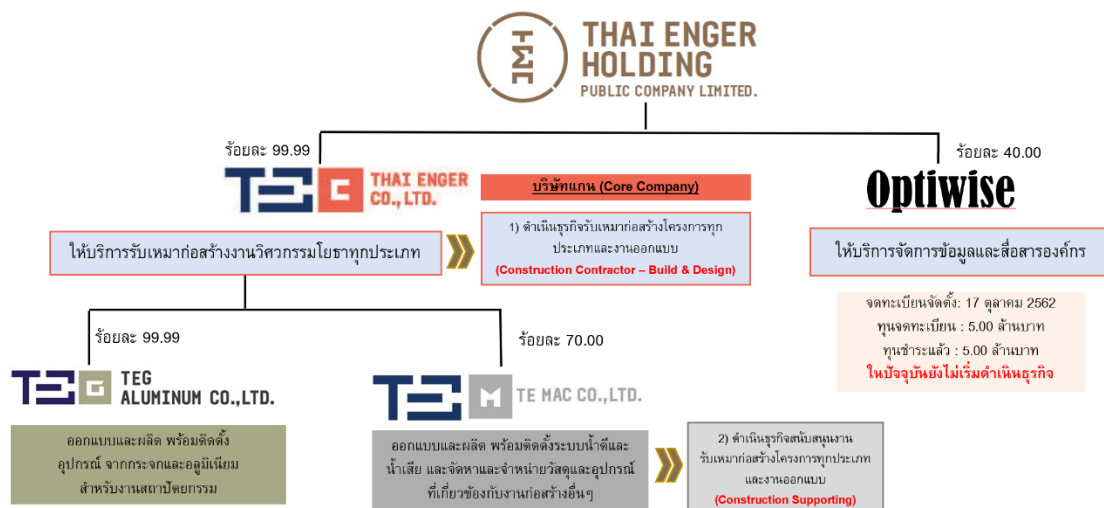 THAI ENGER
HOLDING
PUBLIC COMPANY LIMITED.
ร้อยละ 99.99
ร้อยละ 40.00
TEC THAI ENGER
CO.,LTD.
บริษัทแกน (Core Company)
Optiwise
1) ดำเนินธุรกิจรับเหมาก่อสร้างโครงการทุก
ประเภทและงานออกแบบ
(Construction Contractor – Build & Design)
ให้บริการรับเหมาก่อสร้างงานวิศวกรรมโยธาทุกประเภท
ให้บริการจัดการข้อมูลและสื่อสารองค์กร
จดทะเบียนจัดตั้ง: 17 ตุลาคม 2562
ทุนจดทะเบียน : 5.00 ล้านบาท
ทุนชำระแล้ว : 5.00 ล้านบาท
ในปัจจุบันยังไม่เริ่มดำเนินธุรกิจ
ร้อยละ 99.99
ร้อยละ 70.00
TEG TEG
ALUMINUM CO.,LTD.
TEM TE MAC CO.,LTD.
ออกแบบและผลิต พร้อมติดตั้ง
อุปกรณ์ จากกระจกและอลูมิเนียม
สำหรับงานสถาปัตยกรรม
ออกแบบและผลิต พร้อมติดตั้งระบบน้ำดีและ
น้ำเสีย และจัดหาและจำหน่ายวัสดุและอุปกรณ์
ที่เกี่ยวข้องกับงานก่อสร้างอื่นๆ
2) ดำเนินธุรกิจสนับสนุนงาน
รับเหมาก่อสร้างโครงการทุกประเภท
และงานออกแบบ
(Construction Supporting)